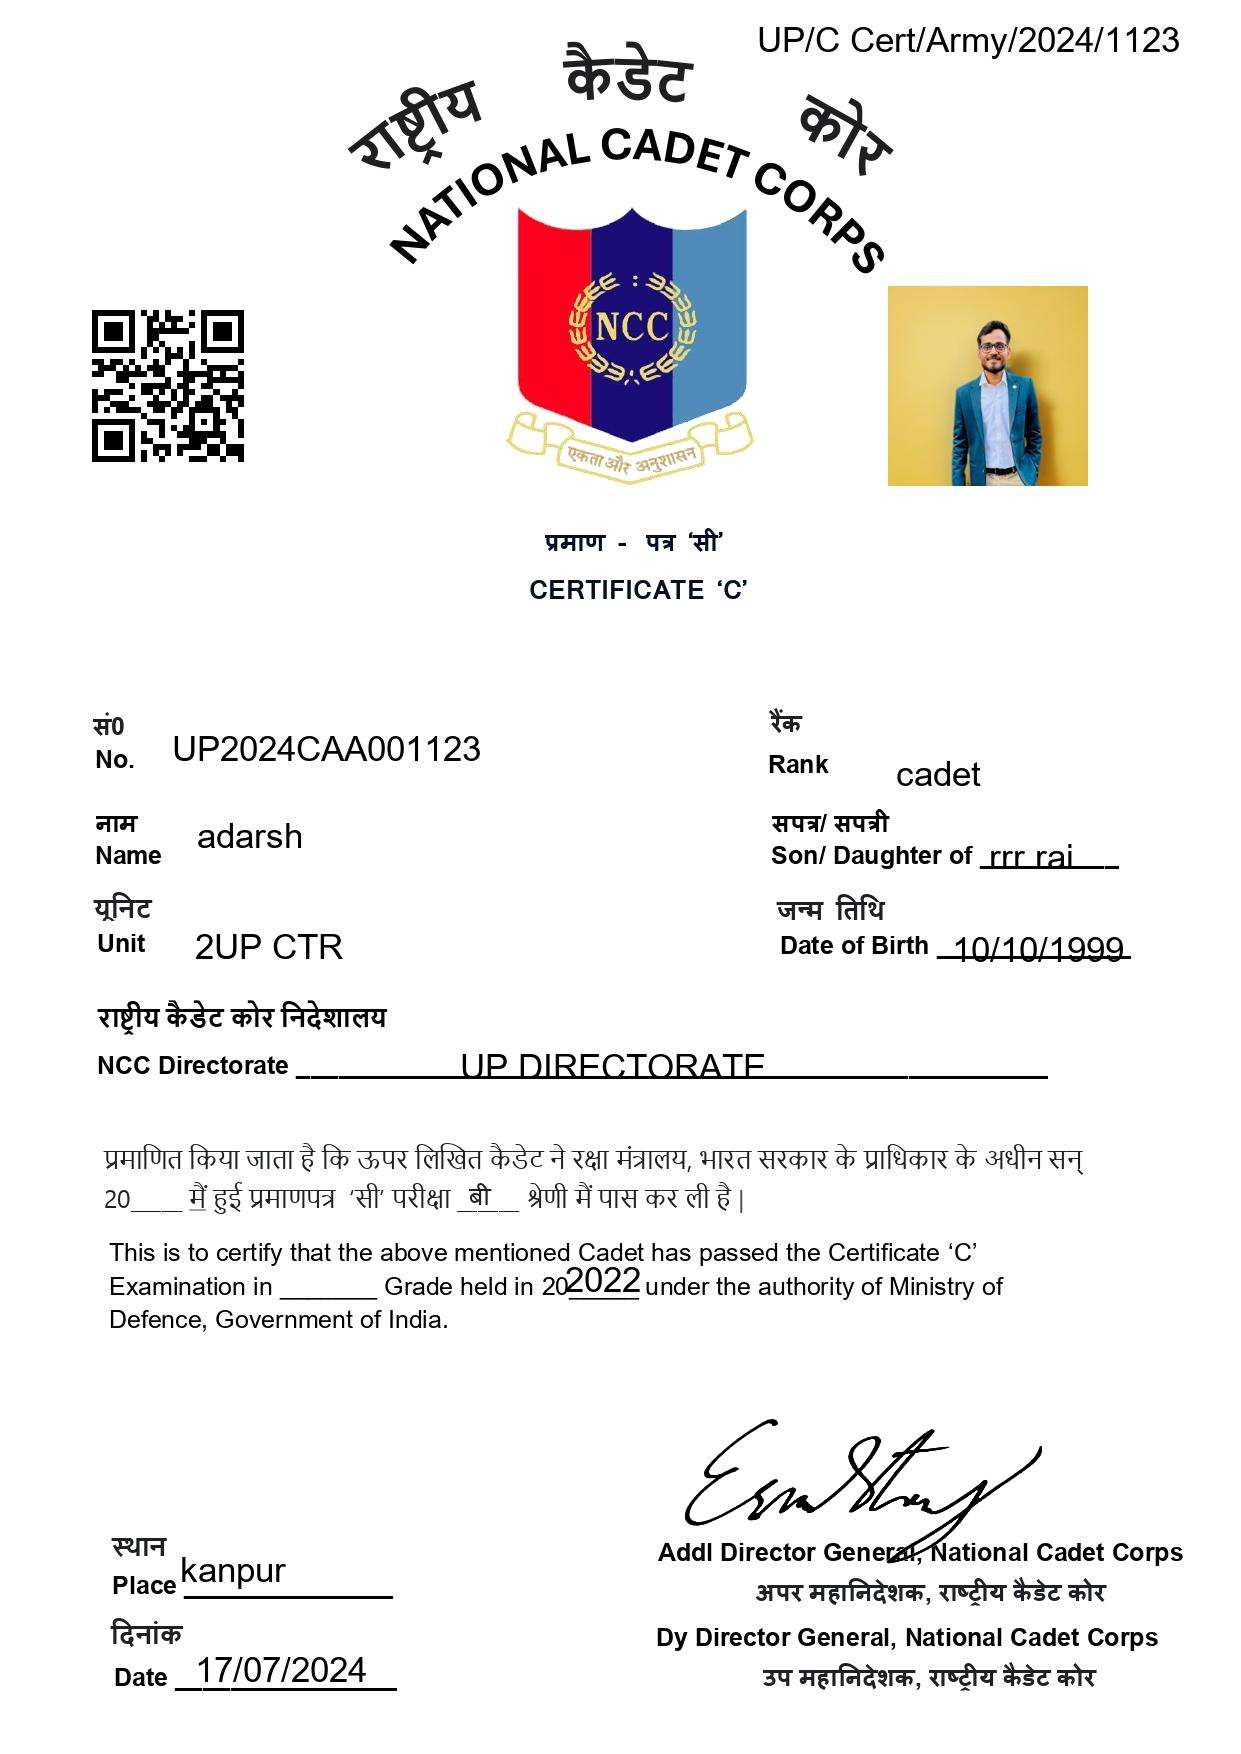 UP/C Cert/Army/2024/1123
राष्ट्रीय कैडेट कोर
NATIONAL CADET CORPS
NCC
एकता और अनुशासन
प्रमाण - पत्र ‘सी’
CERTIFICATE ‘C’
सं0
No. UP2024CAA001123
रैंक
Rank cadet
नाम
Name adarsh
सपत्र/ सपत्री
Son/ Daughter of rrr rai
यूनिट
Unit 2UP CTR
जन्म तिथि
Date of Birth 10/10/1999
राष्ट्रीय कैडेट कोर निदेशालय
NCC Directorate UP DIRECTORATE
प्रमाणित किया जाता है कि ऊपर लिखित कैडेट ने रक्षा मंत्रालय, भारत सरकार के प्राधिकार के अधीन सन्
20____ मैं हुई प्रमाणपत्र ‘सी’ परीक्षा बी श्रेणी मैं पास कर ली है |
This is to certify that the above mentioned Cadet has passed the Certificate ‘C’
Examination in _______ Grade held in 202022 under the authority of Ministry of
Defence, Government of India.
स्थान
Place kanpur
दिनांक
Date 17/07/2024
Addl Director General, National Cadet Corps
अपर महानिदेशक, राष्ट्रीय कैडेट कोर
Dy Director General, National Cadet Corps
उप महानिदेशक, राष्ट्रीय कैडेट कोर